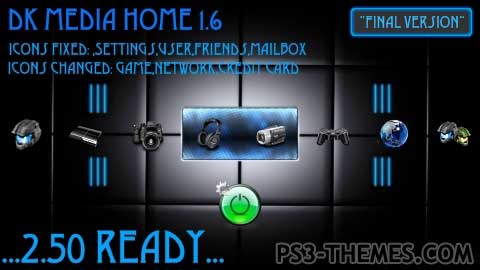 DK MEDIA HOME 1.6
"FINAL VERSION"
ICONS FIXED: ,SETTINGS,USER,FRIENDS,MAILBOX
ICONS CHANGED: GAME,NETWORK,CREDIT CARD
...2.50 READY...
PS3-THEMES.COM